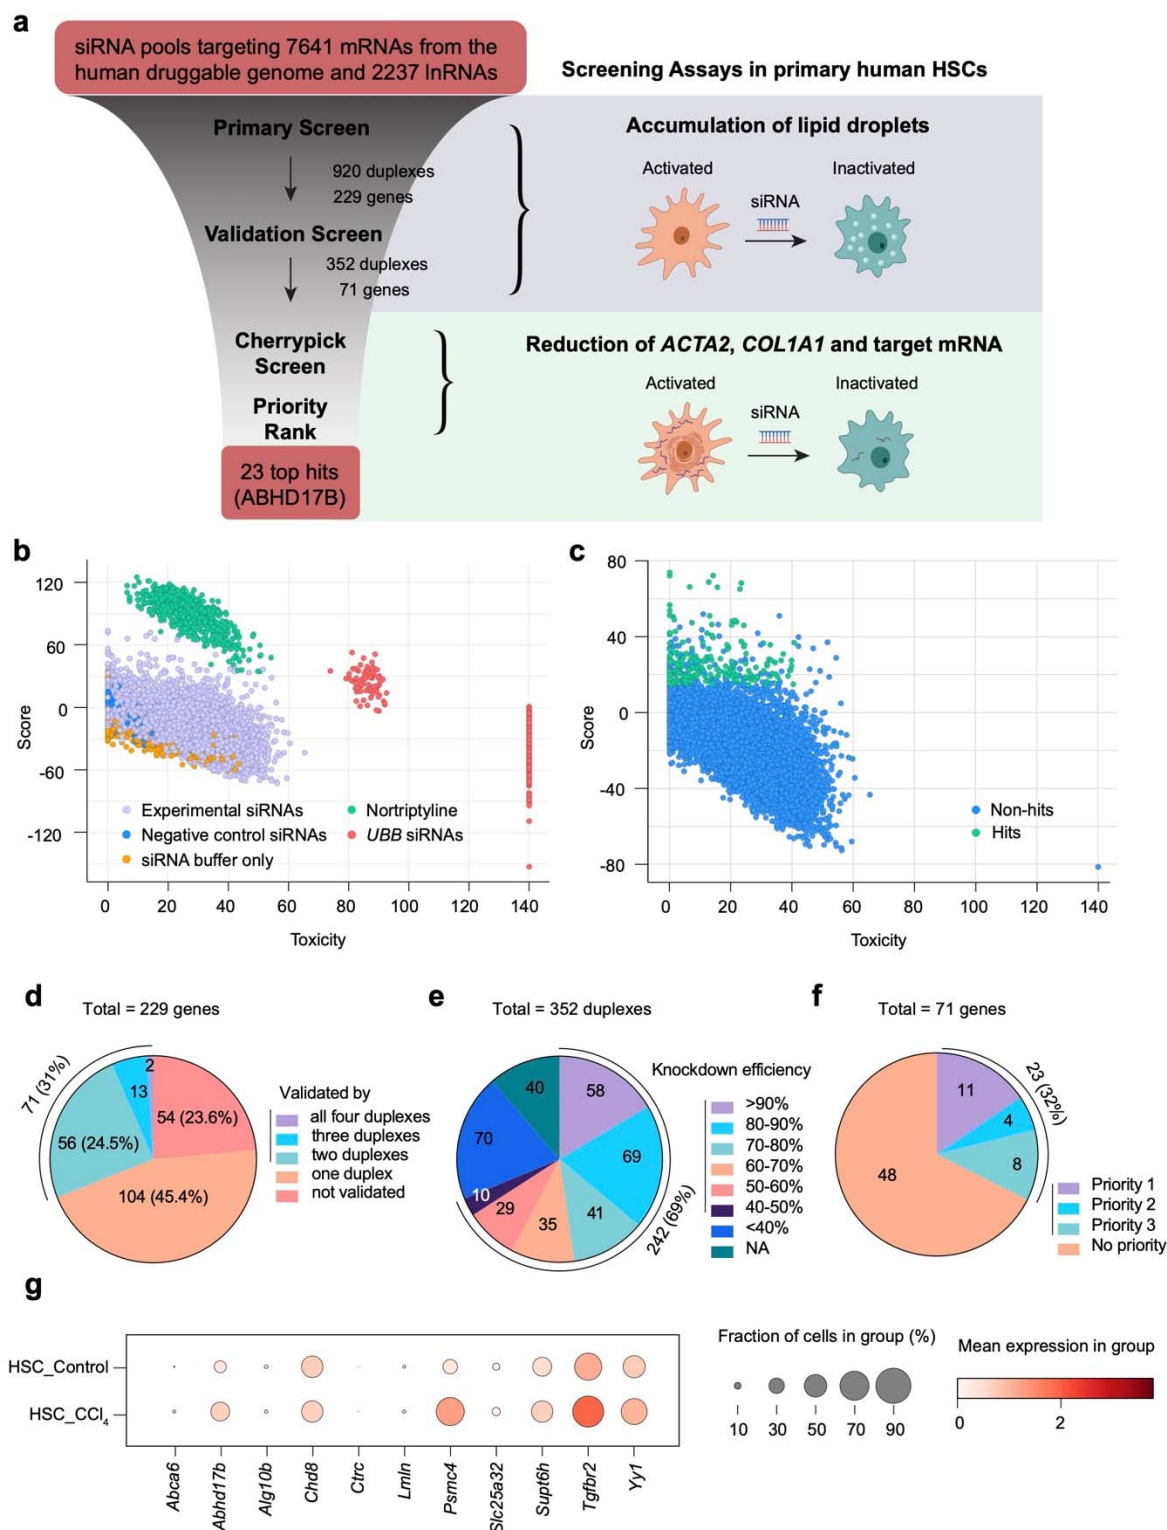 a
siRNA pools targeting 7641 mRNAs from the
human druggable genome and 2237 lnRNAs
Screening Assays in primary human HSCs
Primary Screen
920 duplexes
229 genes
Validation Screen
352 duplexes
71 genes
Cherrypick
Screen
Priority
Rank
23 top hits
(ABHD17B)
Accumulation of lipid droplets
Activated
Inactivated
siRNA
Reduction of ACTA2, COL1A1 and target mRNA
Activated
Inactivated
siRNA
b
Score
120
60
0
-60
-120
Experimental siRNAs
Negative control siRNAs
siRNA buffer only
Nortriptyline
UBB siRNAs
0 20 40 60 80 100 120 140
Toxicity
c
Score
80
40
0
-40
-80
Non-hits
Hits
0 20 40 60 80 100 120 140
Toxicity
d
Total = 229 genes
71 (31%)
2
13
56 (24.5%)
54 (23.6%)
104 (45.4%)
Validated by
all four duplexes
three duplexes
two duplexes
one duplex
not validated
e
Total = 352 duplexes
40
58
70
69
10
29
35
41
242 (69%)
Knockdown efficiency
>90%
80-90%
70-80%
60-70%
50-60%
40-50%
<40%
NA
f
Total = 71 genes
23 (32%)
11
4
8
48
Priority 1
Priority 2
Priority 3
No priority
g
HSC_Control
HSC_CCl₄
Abca6
Abhd17b
Alg10b
Chd8
Ctrc
Lmln
Psmc4
Slc25a32
Supt6h
Tgfbr2
Yy1
Fraction of cells in group (%)
10 30 50 70 90
Mean expression in group
0 2